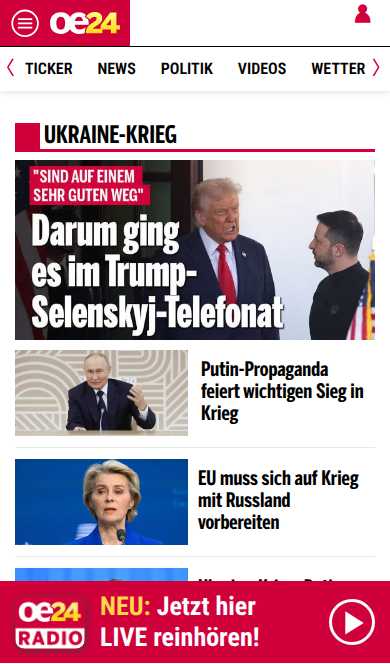 oe24
TICKER NEWS POLITIK VIDEOS WETTER
UKRAINE-KRIEG
"SIND AUF EINEM
SEHR GUTEN WEG"
Darum ging
es im Trump-
Selenskyj-Telefonat
Putin-Propaganda
feiert wichtigen Sieg in
Krieg
EU muss sich auf Krieg
mit Russland
vorbereiten
oe24
RADIO
NEU: Jetzt hier
LIVE reinhören!